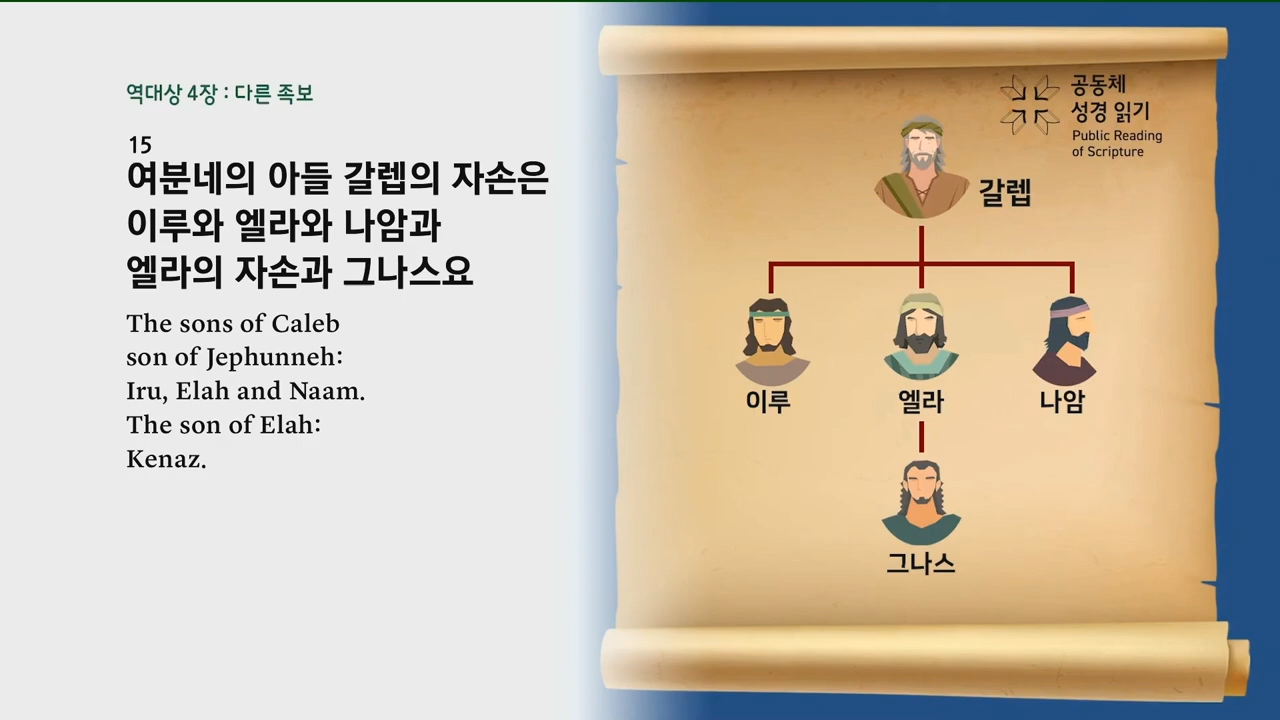 역대상 4장 : 다른 족보
15
여분네의 아들 갈렙의 자손은
이루와 엘라와 나암과
엘라의 자손과 그나스요
The sons of Caleb
son of Jephunneh:
Iru, Elah and Naam.
The son of Elah:
Kenaz.
공동체
성경 읽기
Public Reading
of Scripture
갈렙
이루
엘라
나암
그나스